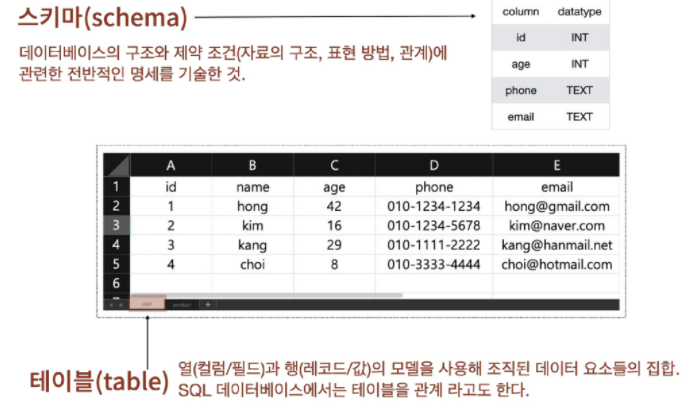 스키마(schema)
데이터베이스의 구조와 제약 조건(자료의 구조, 표현 방법, 관계)에
관련한 전반적인 명세를 기술한 것.
column datatype
id INT
age INT
phone TEXT
email TEXT
A B C D E
1 id name age phone email
2 1 hong 42 010-1234-1234 hong@gmail.com
3 2 kim 16 010-1234-5678 kim@naver.com
4 3 kang 29 010-1111-2222 kang@hanmail.net
5 4 choi 8 010-3333-4444 choi@hotmail.com
6
product +
테이블(table)
열(컬럼/필드)과 행(레코드/값)의 모델을 사용해 조직된 데이터 요소들의 집합.
SQL 데이터베이스에서는 테이블을 관계 라고도 한다.